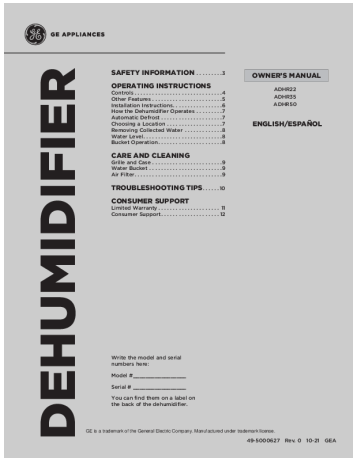 GE APPLIANCES
DEHUMIDIFIER
SAFETY INFORMATION . . . . . . . . . 3
OPERATING INSTRUCTIONS
Controls . . . . . . . . . . . . . . . . . . . . . . . . . 4
Other Features . . . . . . . . . . . . . . . . . . . . 5
Installation Instructions. . . . . . . . . . . . . . 6
How the Dehumidifier Operates . . . . . . . . 7
Automatic Defrost . . . . . . . . . . . . . . . . . . 7
Choosing a Location . . . . . . . . . . . . . . . . 7
Removing Collected Water . . . . . . . . . . . 8
Water Level . . . . . . . . . . . . . . . . . . . . . . . 8
Bucket Operation. . . . . . . . . . . . . . . . . . . 8
CARE AND CLEANING
Grille and Case . . . . . . . . . . . . . . . . . . . . 9
Water Bucket . . . . . . . . . . . . . . . . . . . . . 9
Air Filter. . . . . . . . . . . . . . . . . . . . . . . . . . 9
TROUBLESHOOTING TIPS . . . . . . 10
CONSUMER SUPPORT
Limited Warranty . . . . . . . . . . . . . . . . . . . 11
Consumer Support. . . . . . . . . . . . . . . . . . 12
OWNER'S MANUAL
ADHR22
ADHR35
ADHR50
ENGLISH/ESPAÑOL
Write the model and serial
numbers here:
Model #__________________
Serial # __________________
You can find them on a label on
the back of the dehumidifier.
GE is a trademark of the General Electric Company. Manufactured under trademark license.
49-5000627 Rev. 0 10-21 GEA